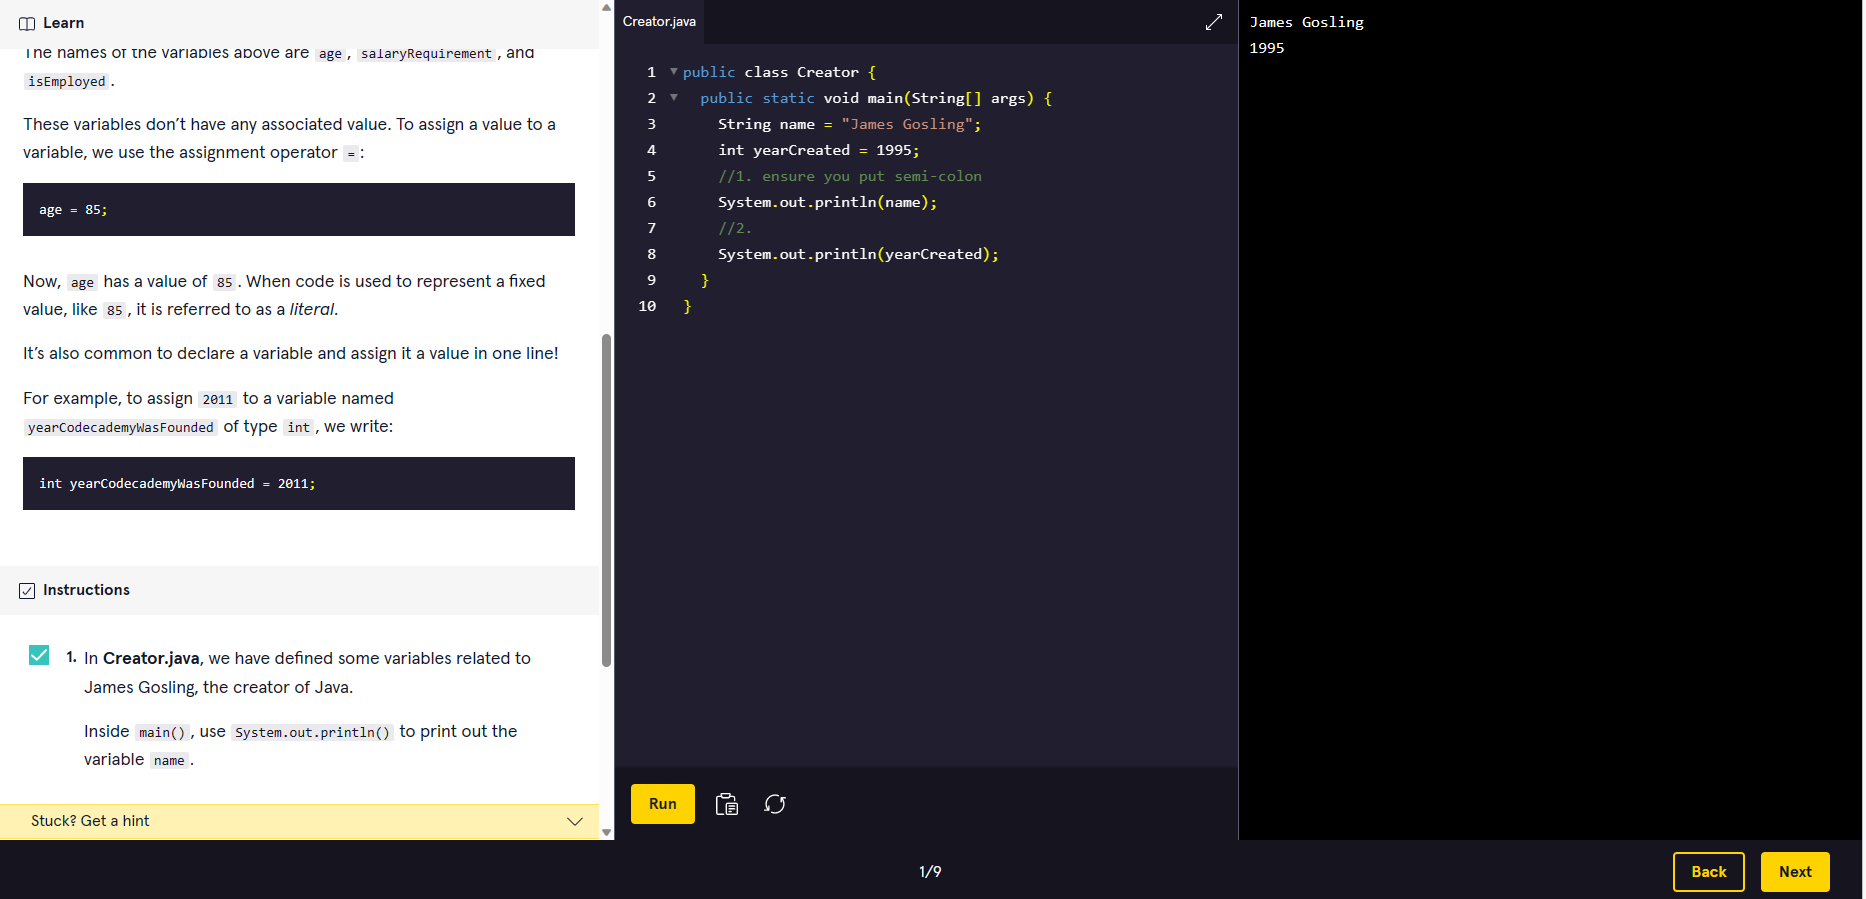 Learn
The names of the variables above are age, salaryRequirement, and
isEmployed.
These variables don’t have any associated value. To assign a value to a
variable, we use the assignment operator =:
age = 85;
Now, age has a value of 85. When code is used to represent a fixed
value, like 85, it is referred to as a literal.
It’s also common to declare a variable and assign it a value in one line!
For example, to assign 2011 to a variable named
yearCodecademyWasFounded of type int, we write:
int yearCodecademyWasFounded = 2011;
Instructions
1. In Creator.java, we have defined some variables related to
James Gosling, the creator of Java.
Inside main(), use System.out.println() to print out the
variable name.
Stuck? Get a hint
Creator.java
1 public class Creator {
2 public static void main(String[] args) {
3 String name = "James Gosling";
4 int yearCreated = 1995;
5 //1. ensure you put semi-colon
6 System.out.println(name);
7 //2.
8 System.out.println(yearCreated);
9 }
10 }
Run
James Gosling
1995
1/9
Back
Next